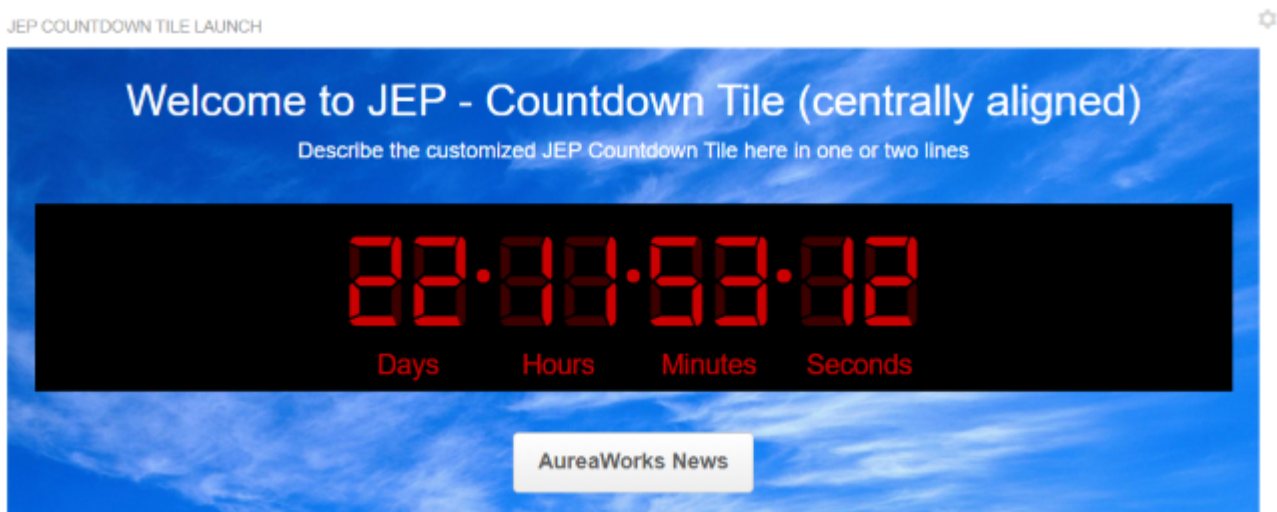 JEP COUNTDOWN TILE LAUNCH
Welcome to JEP - Countdown Tile (centrally aligned)
Describe the customized JEP Countdown Tile here in one or two lines
22·11·53·12
Days Hours Minutes Seconds
AureaWorks News